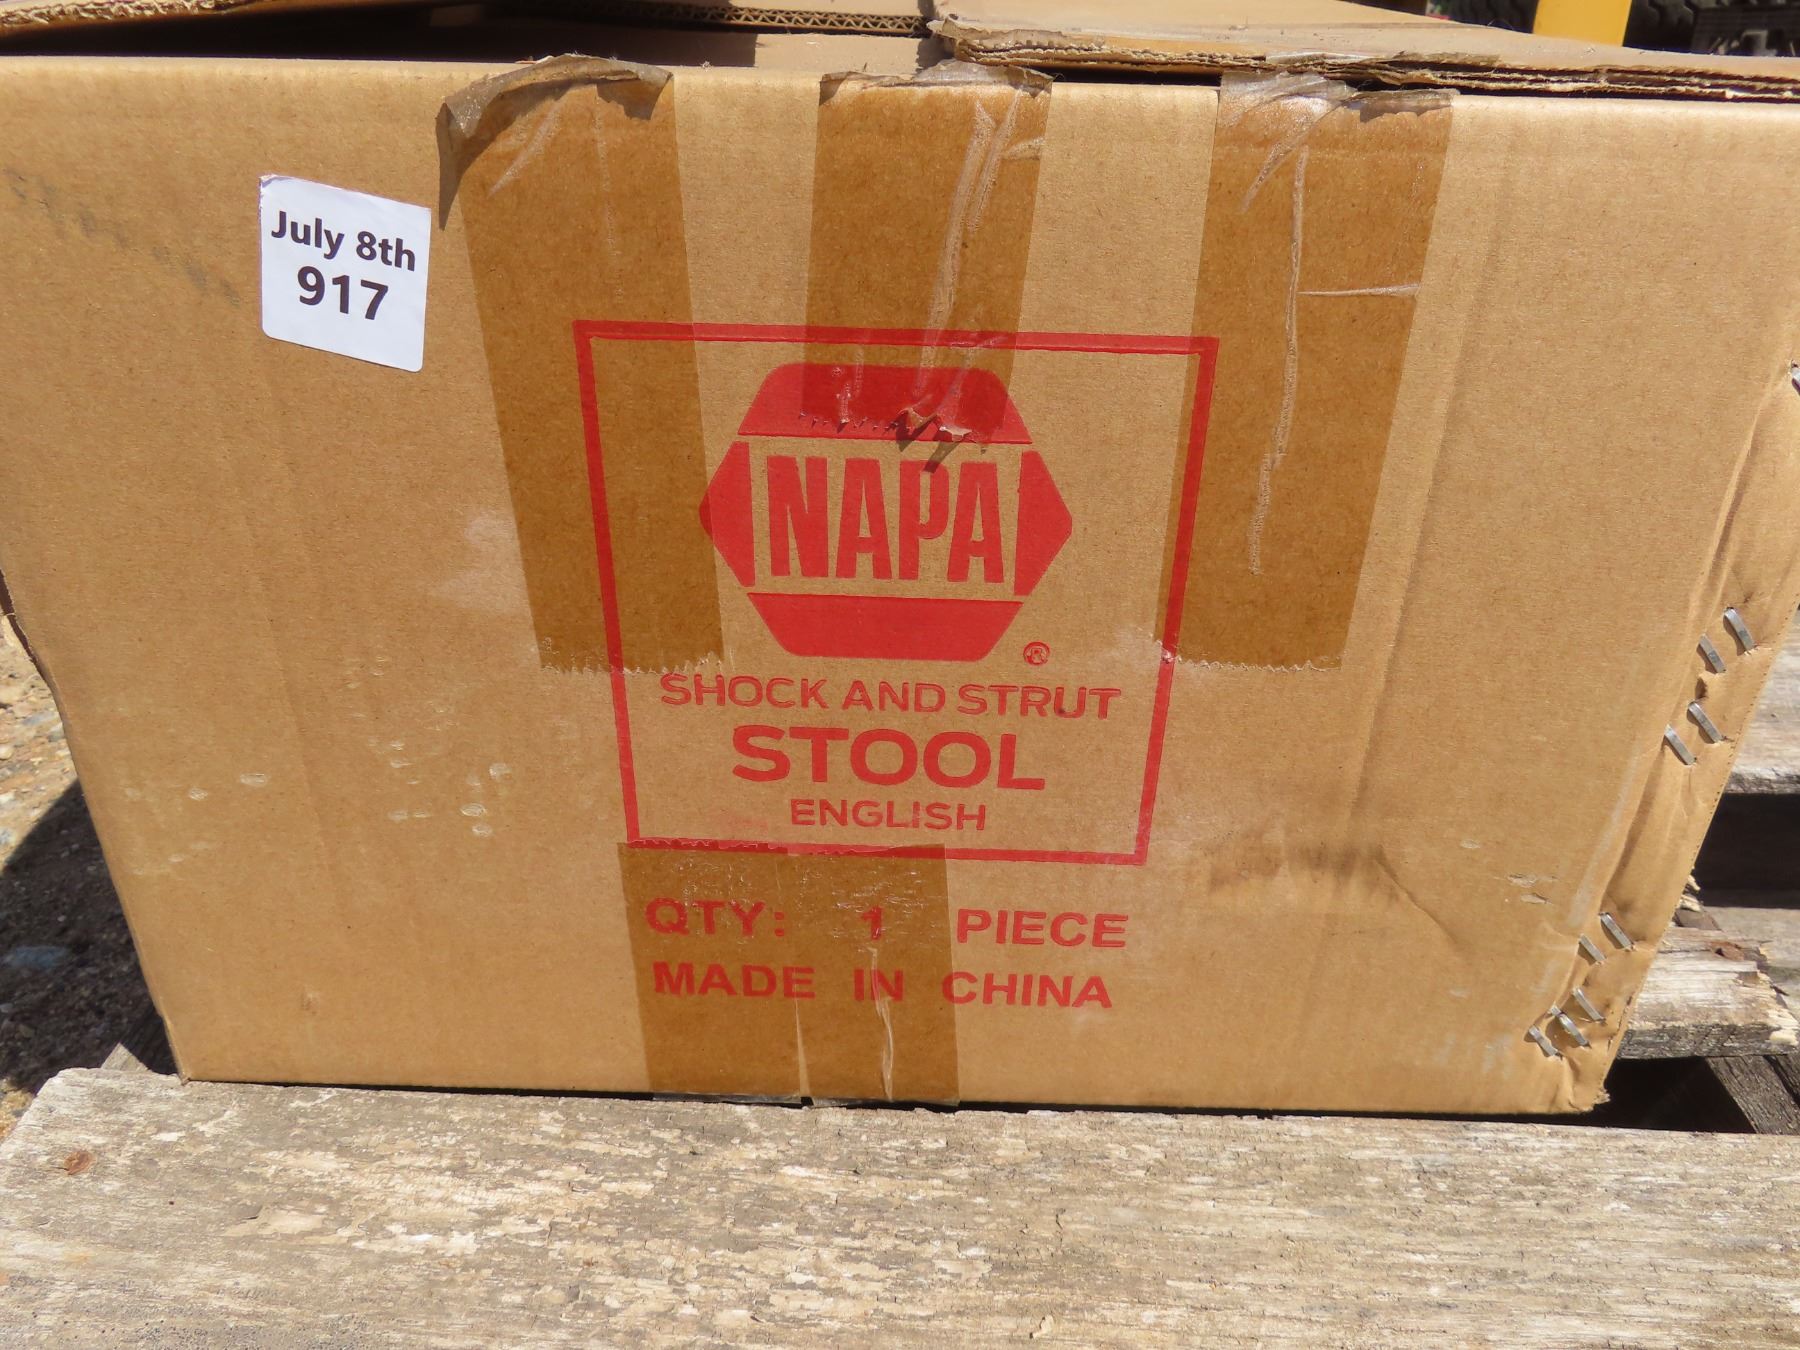 July 8th
917
NAPA
®
SHOCK AND STRUT
STOOL
ENGLISH
QTY: 1 PIECE
MADE IN CHINA